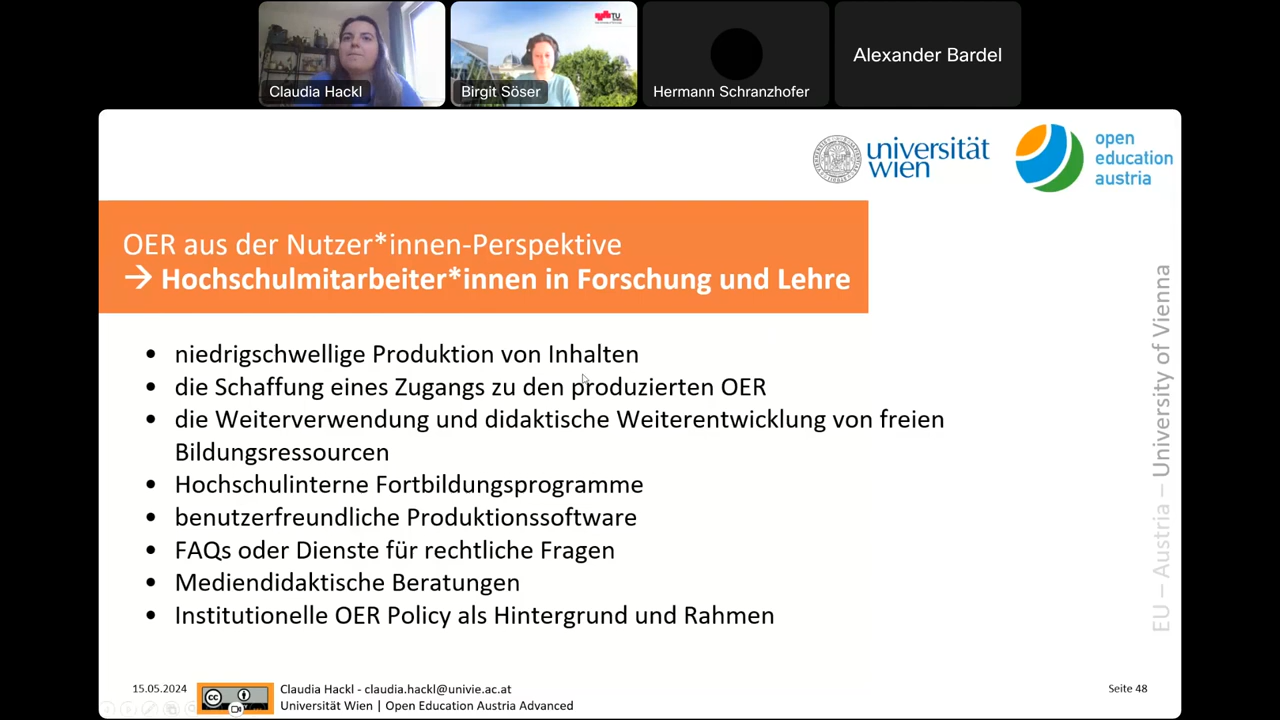 TU
Claudia Hackl
Birgit Söser
Hermann Schranzhofer
Alexander Bardel
universität
wien
open
education
austria
OER aus der Nutzer*innen-Perspektive
→ Hochschulmitarbeiter*innen in Forschung und Lehre
• niedrigschwellige Produktion von Inhalten
• die Schaffung eines Zugangs zu den produzierten OER
• die Weiterverwendung und didaktische Weiterentwicklung von freien
Bildungsressourcen
• Hochschulinterne Fortbildungsprogramme
• benutzerfreundliche Produktionssoftware
• FAQs oder Dienste für rechtliche Fragen
• Mediendidaktische Beratungen
• Institutionelle OER Policy als Hintergrund und Rahmen
EU – Austria – University of Vienna
15.05.2024
cc
Claudia Hackl - claudia.hackl@univie.ac.at
Universität Wien | Open Education Austria Advanced
Seite 48